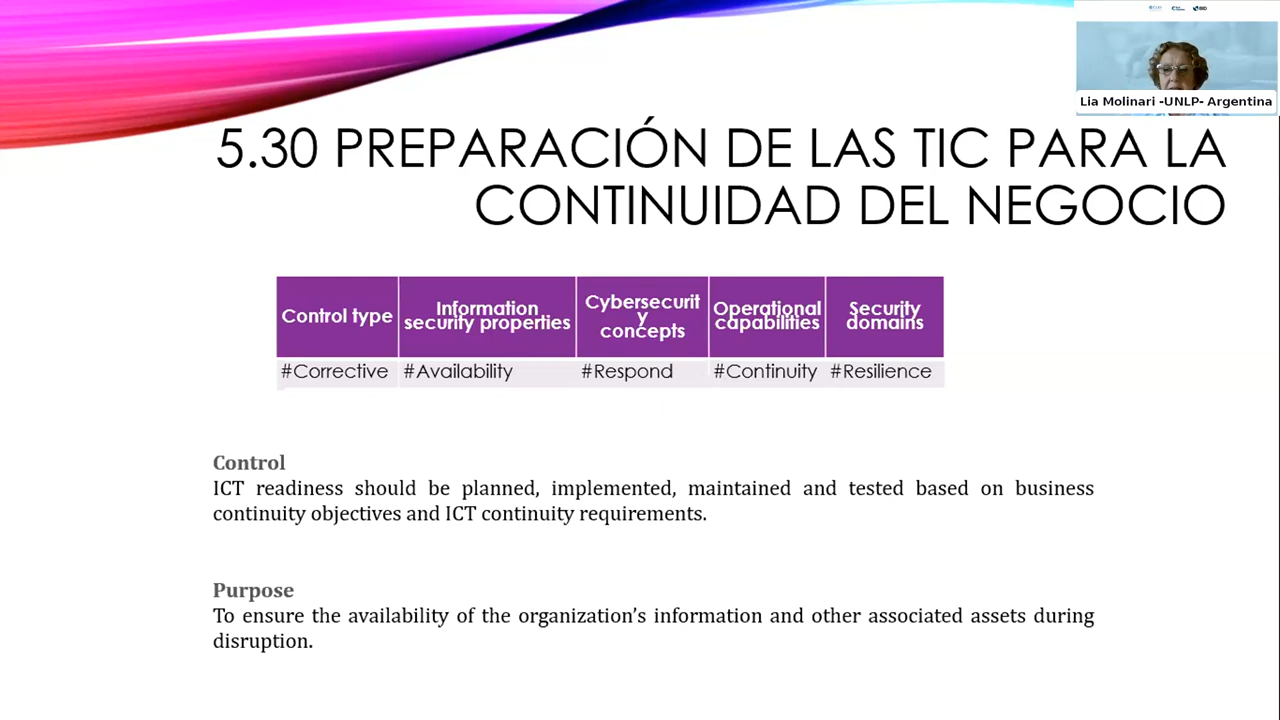 Lia Molinari -UNLP- Argentina
5.30 PREPARACIÓN DE LAS TIC PARA LA
CONTINUIDAD DEL NEGOCIO
Control type
Information
security properties
Cybersecurit
y
concepts
Operational
capabilities
Security
domains
#Corrective
#Availability
#Respond
#Continuity
#Resilience
Control
ICT readiness should be planned, implemented, maintained and tested based on business
continuity objectives and ICT continuity requirements.
Purpose
To ensure the availability of the organization’s information and other associated assets during
disruption.